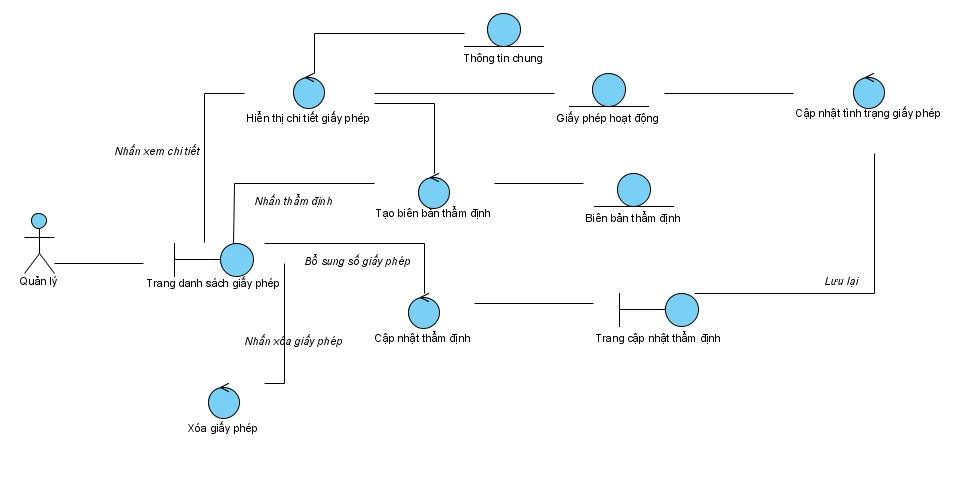 Thông tin chung
Hiển thị chi tiết giấy phép
Giấy phép hoạt động
Cập nhật tình trạng giấy phép
Nhấn xem chi tiết
Nhấn thẩm định
Tạo biên bản thẩm định
Biên bản thẩm định
Quản lý
Trang danh sách giấy phép
Bổ sung số giấy phép
Lưu lại
Nhấn xóa giấy phép
Cập nhật thẩm định
Trang cập nhật thẩm định
Xóa giấy phép